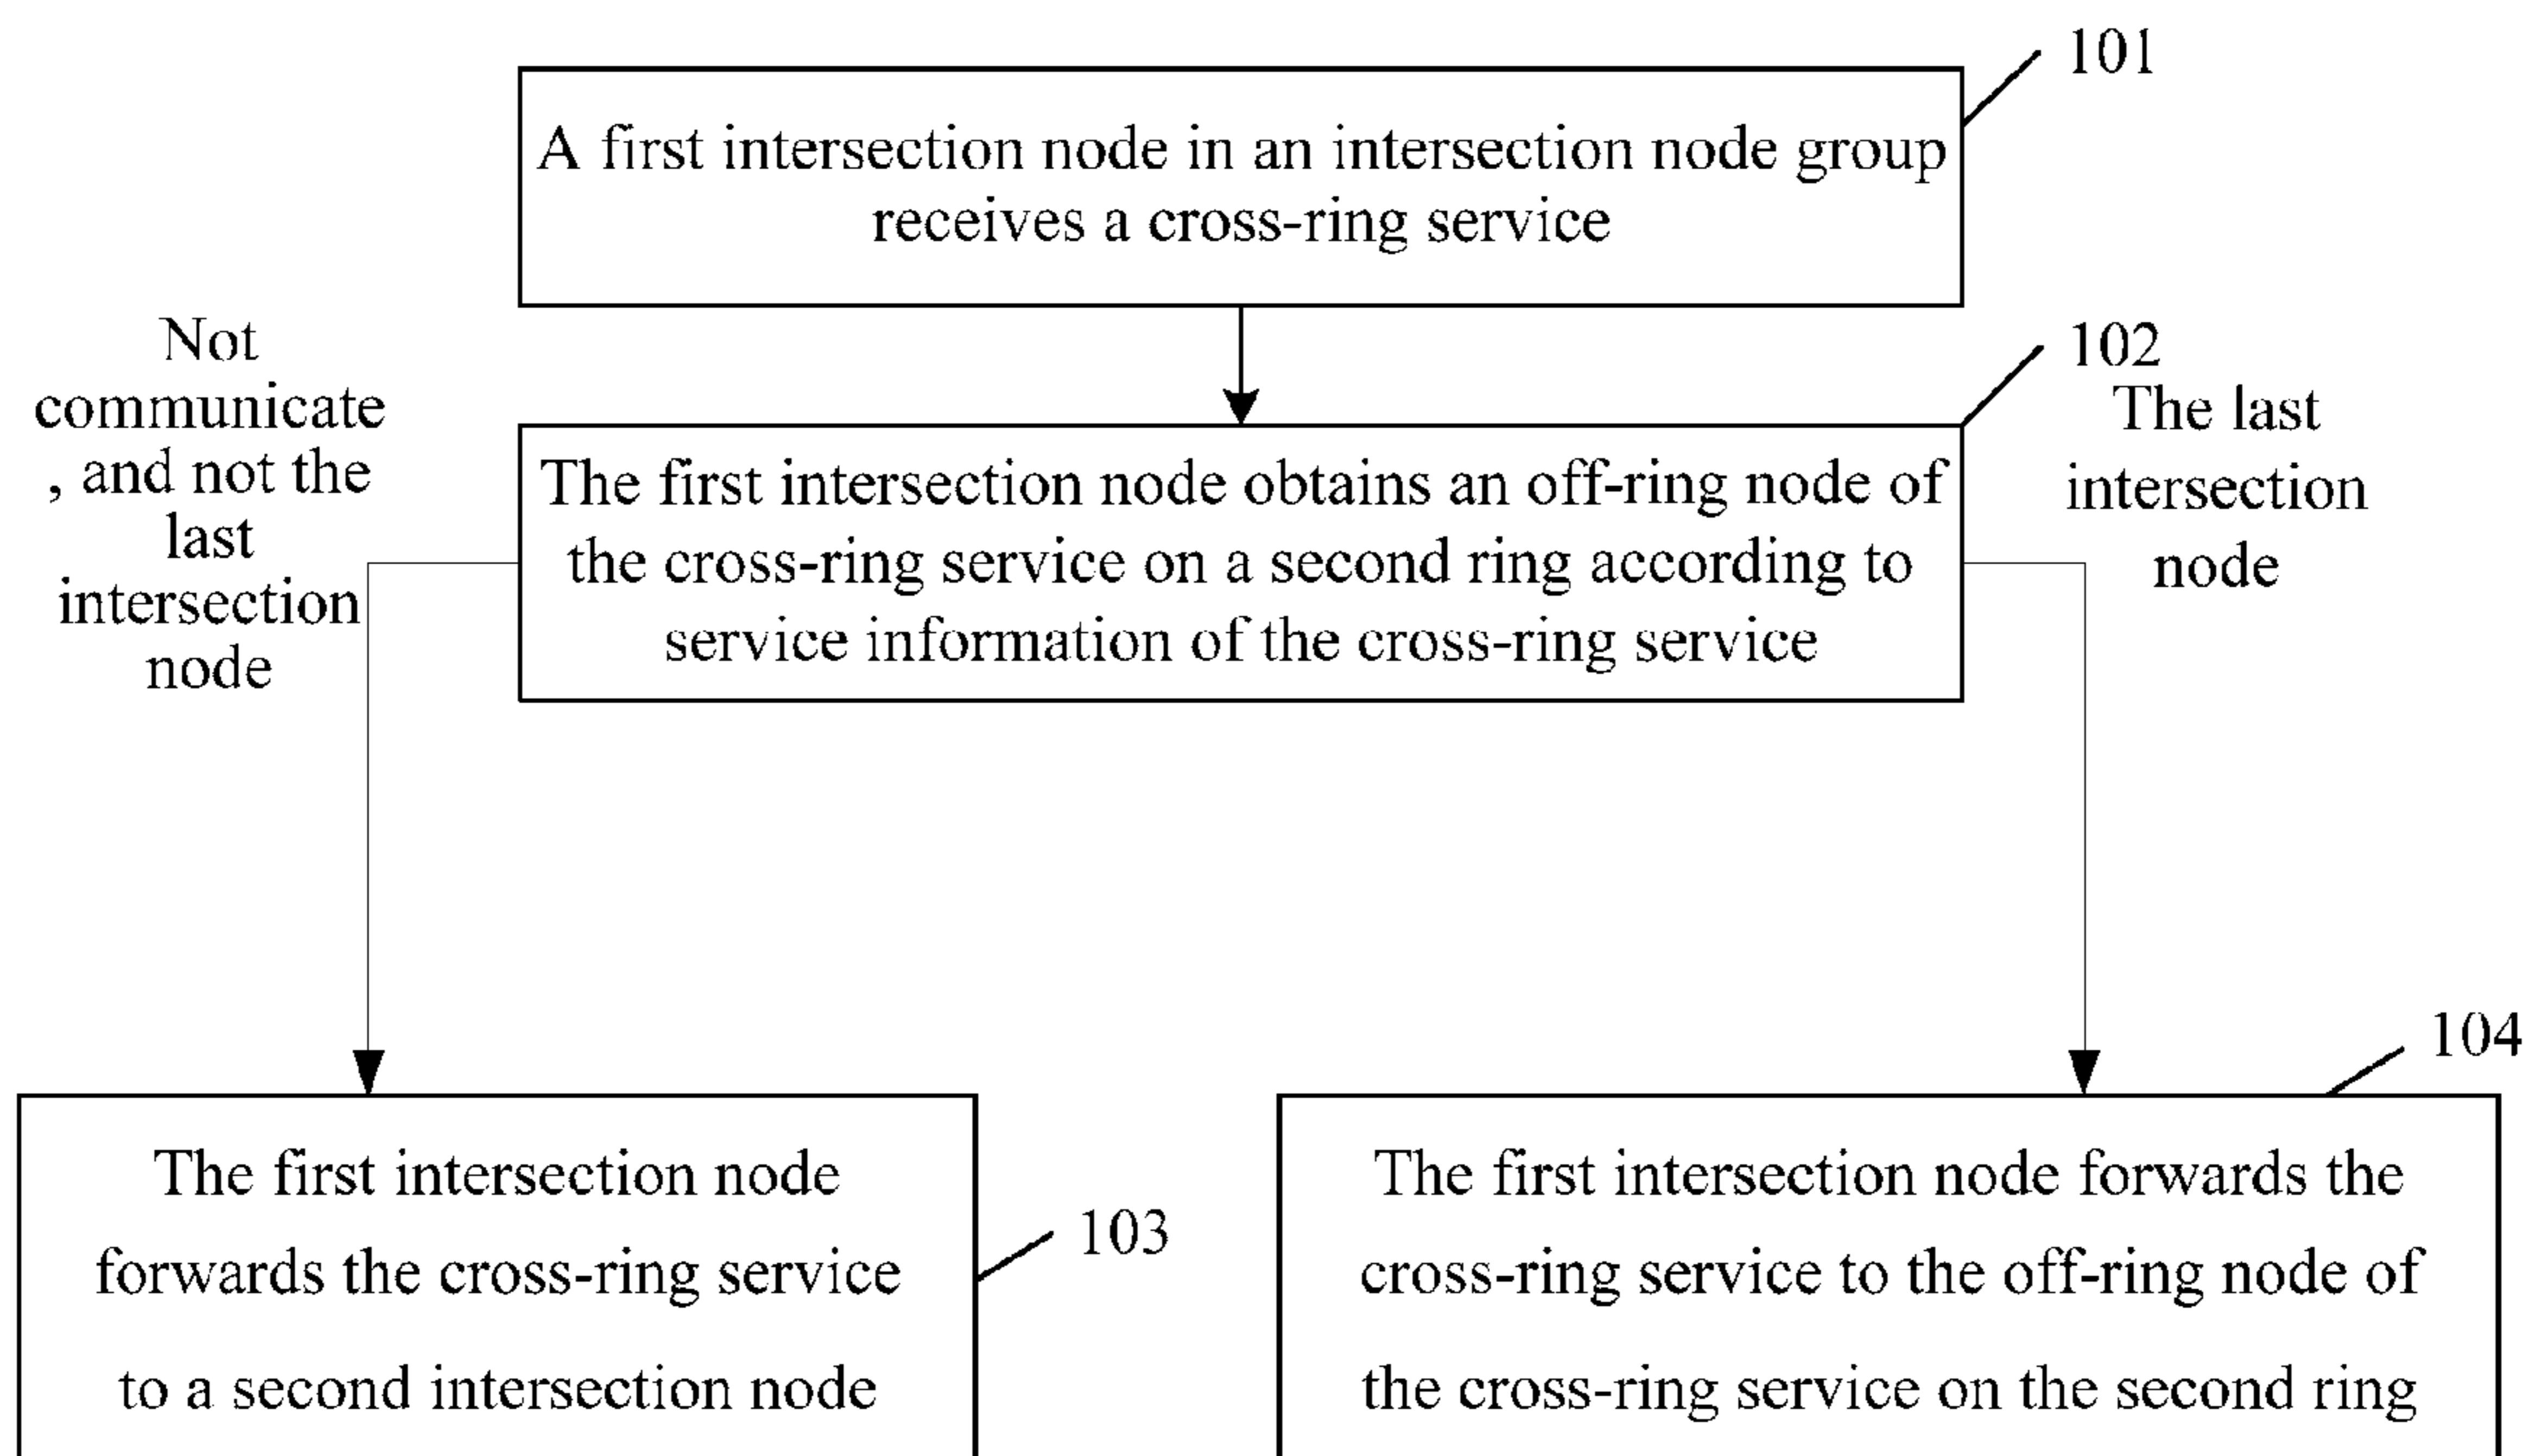 101
A first intersection node in an intersection node group
receives a cross-ring service
Not
communicate
, and not the
last
intersection
node
102
The last
intersection
node
The first intersection node obtains an off-ring node of
the cross-ring service on a second ring according to
service information of the cross-ring service
The first intersection node
forwards the cross-ring service
to a second intersection node
103
104
The first intersection node forwards the
cross-ring service to the off-ring node of
the cross-ring service on the second ring